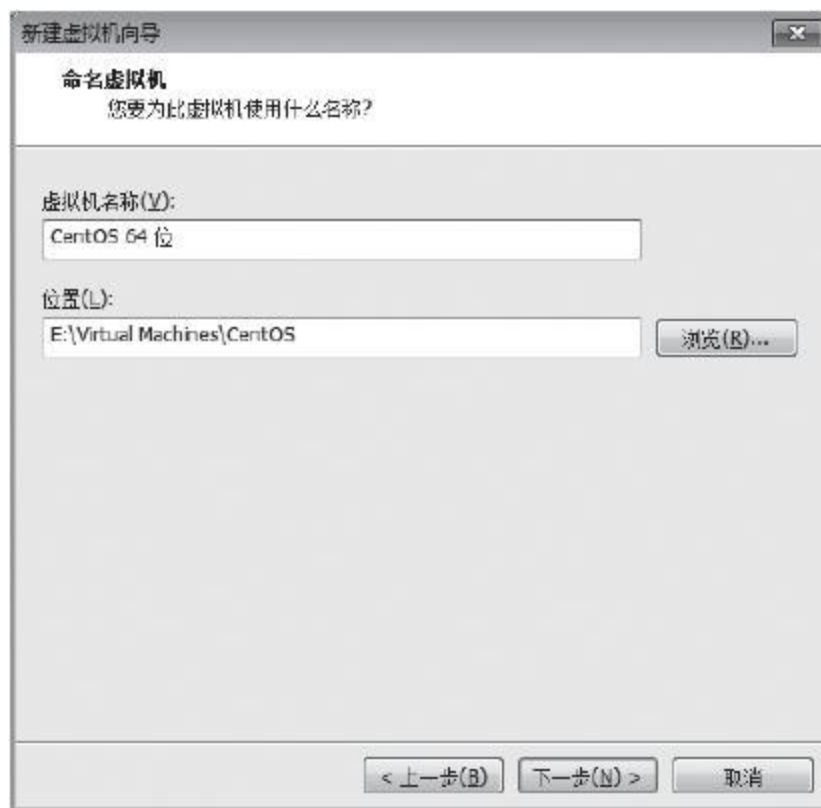 新建虚拟机向导
命名虚拟机
您要为此虚拟机使用什么名称?
虚拟机名称(V):
CentOS 64 位
位置(L):
E:\Virtual Machines\CentOS
浏览(R)...
< 上一步(B)
下一步(N) >
取消